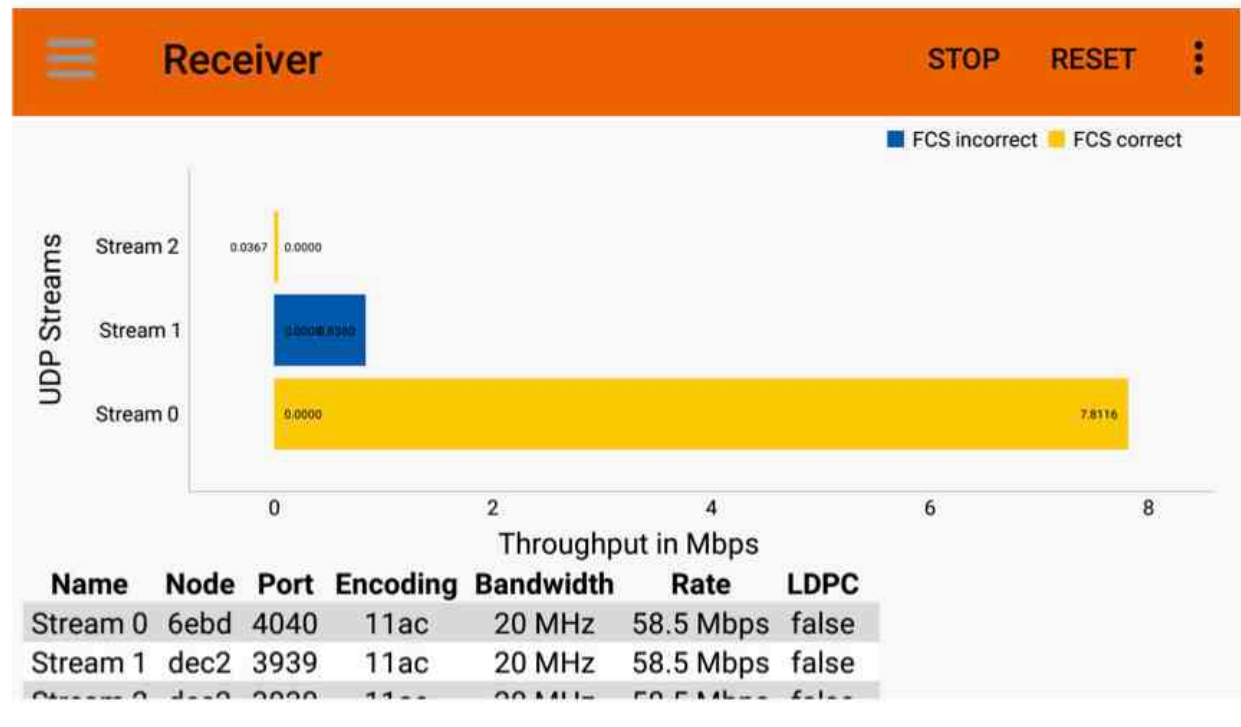 Receiver STOP RESET
FCS incorrect FCS correct
UDP Streams
Stream 2 0.0367 0.0000
Stream 1
Stream 0 0.0000 7.8116
0 2 4 6 8
Throughput in Mbps
Name Node Port Encoding Bandwidth Rate LDPC
Stream 0 6ebd 4040 11ac 20 MHz 58.5 Mbps false
Stream 1 dec2 3939 11ac 20 MHz 58.5 Mbps false